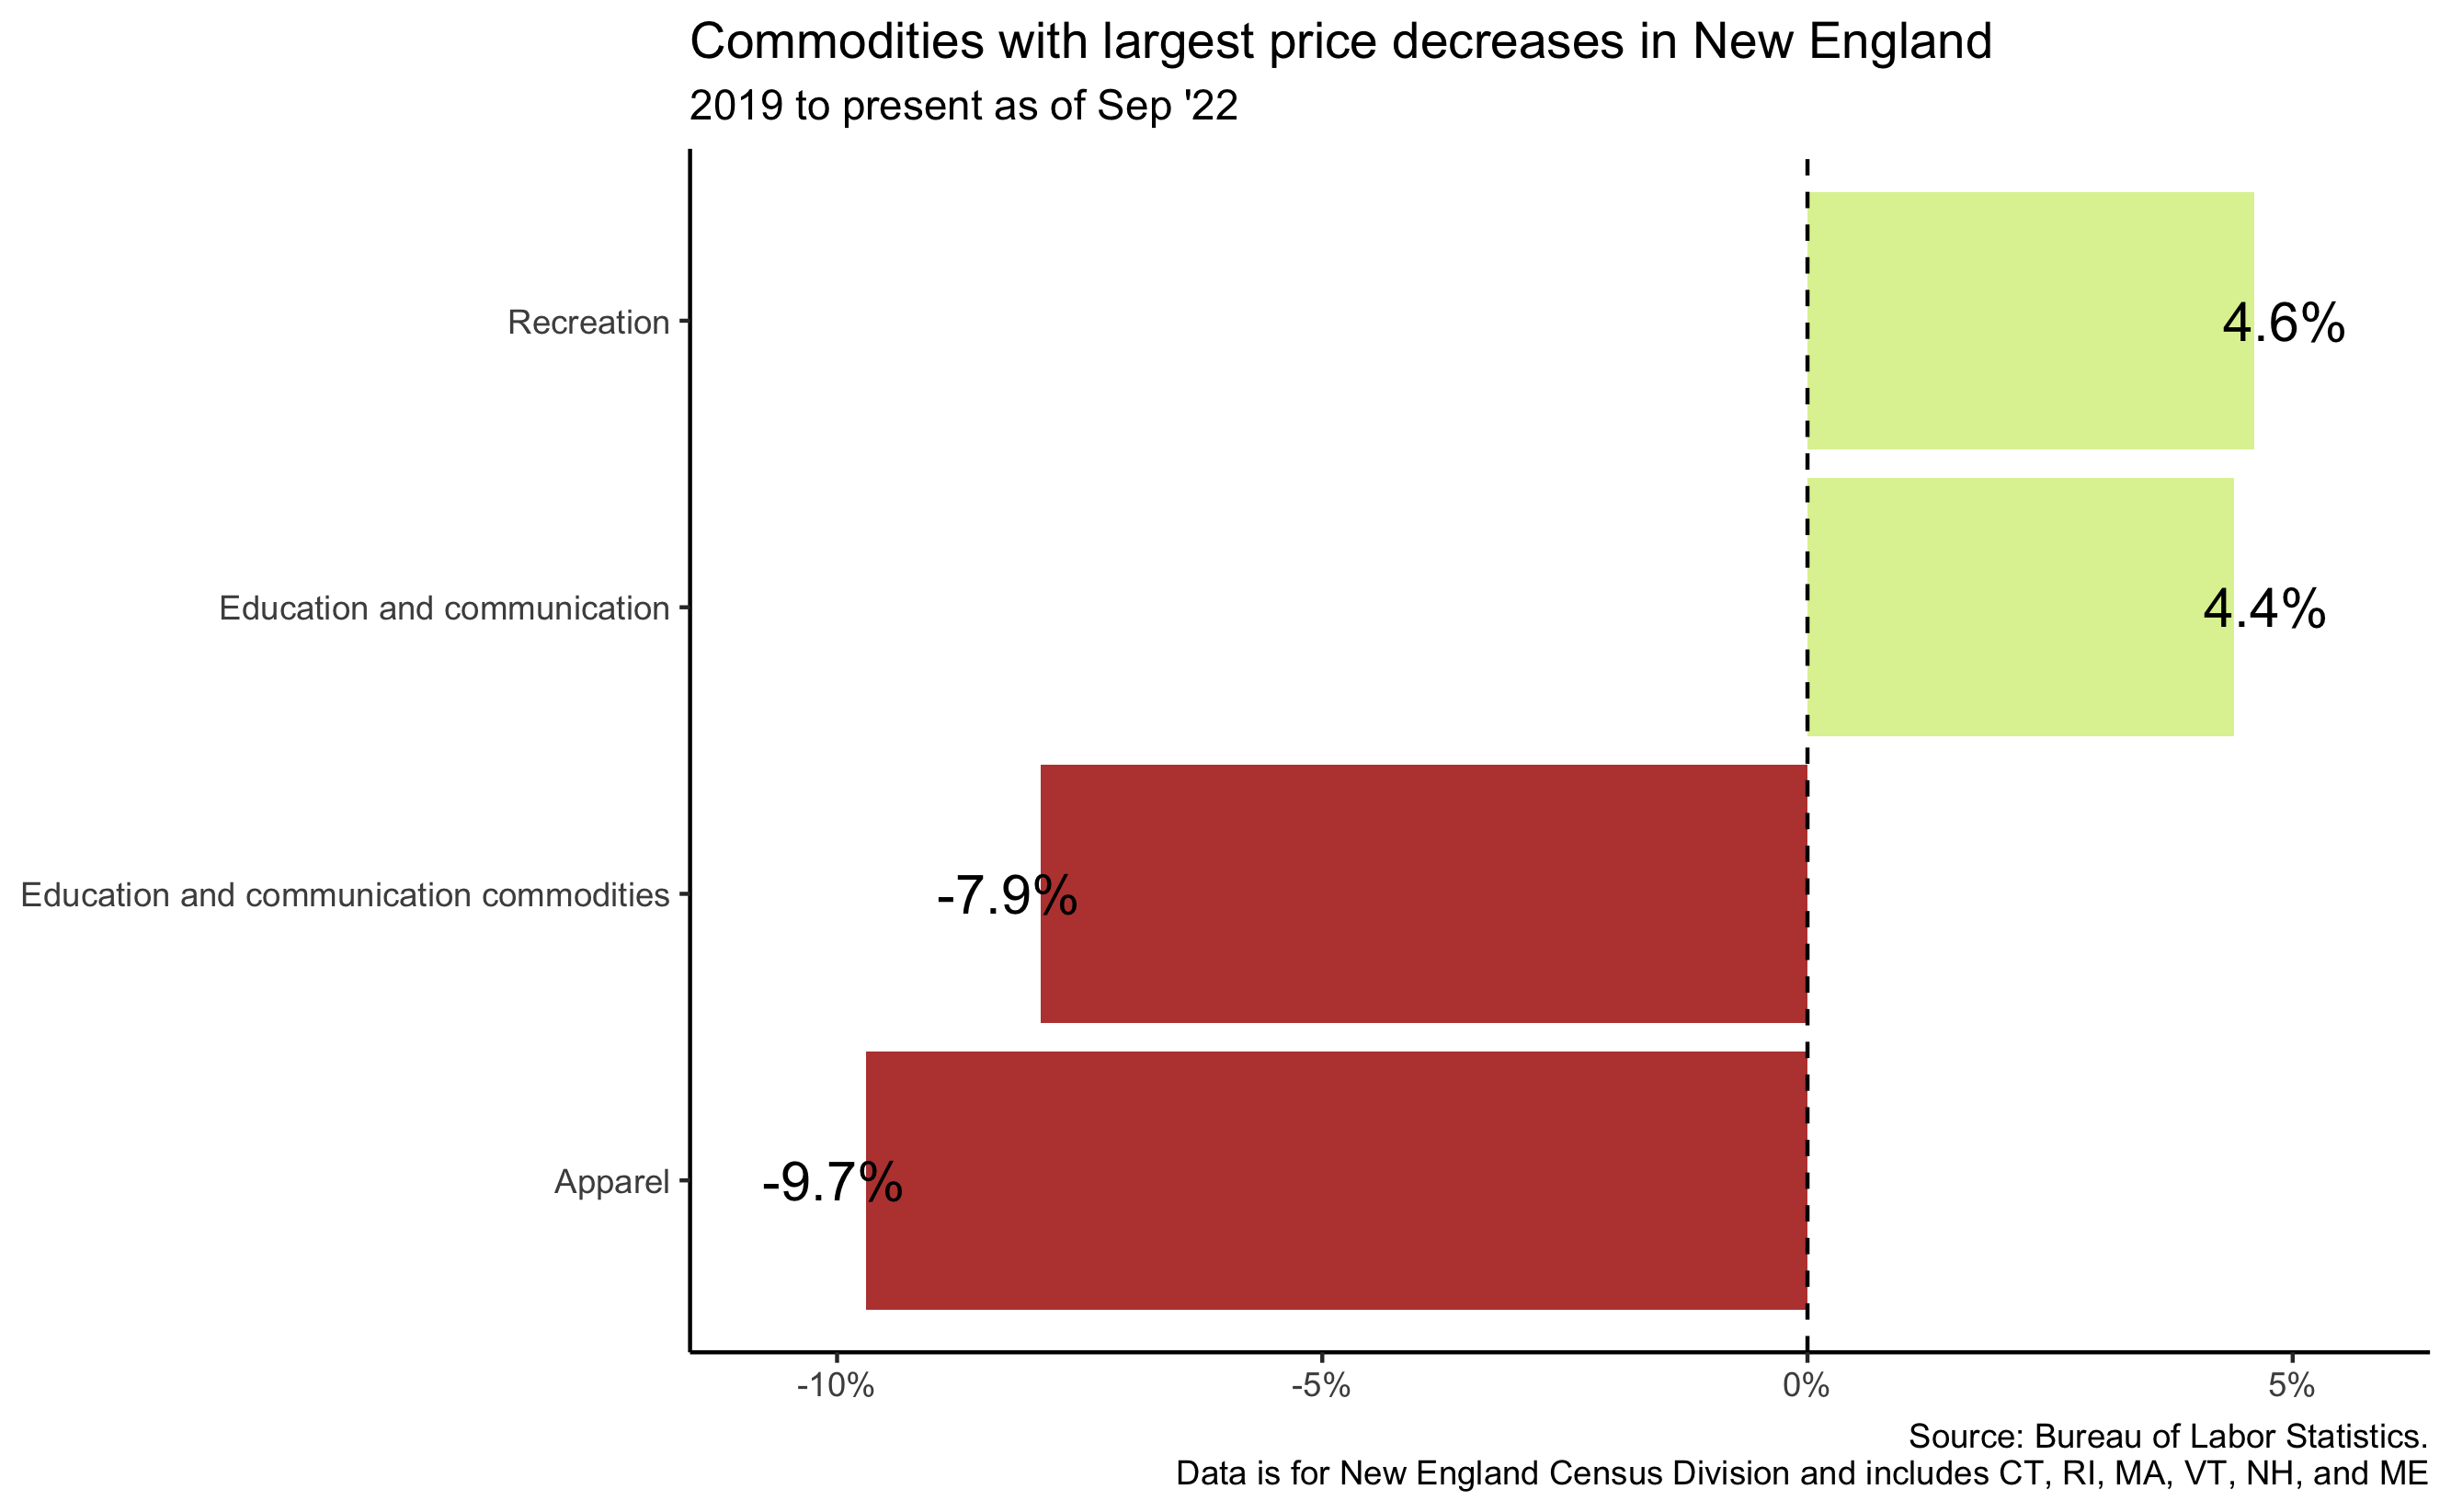 Commodities with largest price decreases in New England
2019 to present as of Sep '22
Recreation
4.6%
Education and communication
4.4%
Education and communication commodities
-7.9%
Apparel
-9.7%
-10%
-5%
0%
5%
Source: Bureau of Labor Statistics.
Data is for New England Census Division and includes CT, RI, MA, VT, NH, and ME